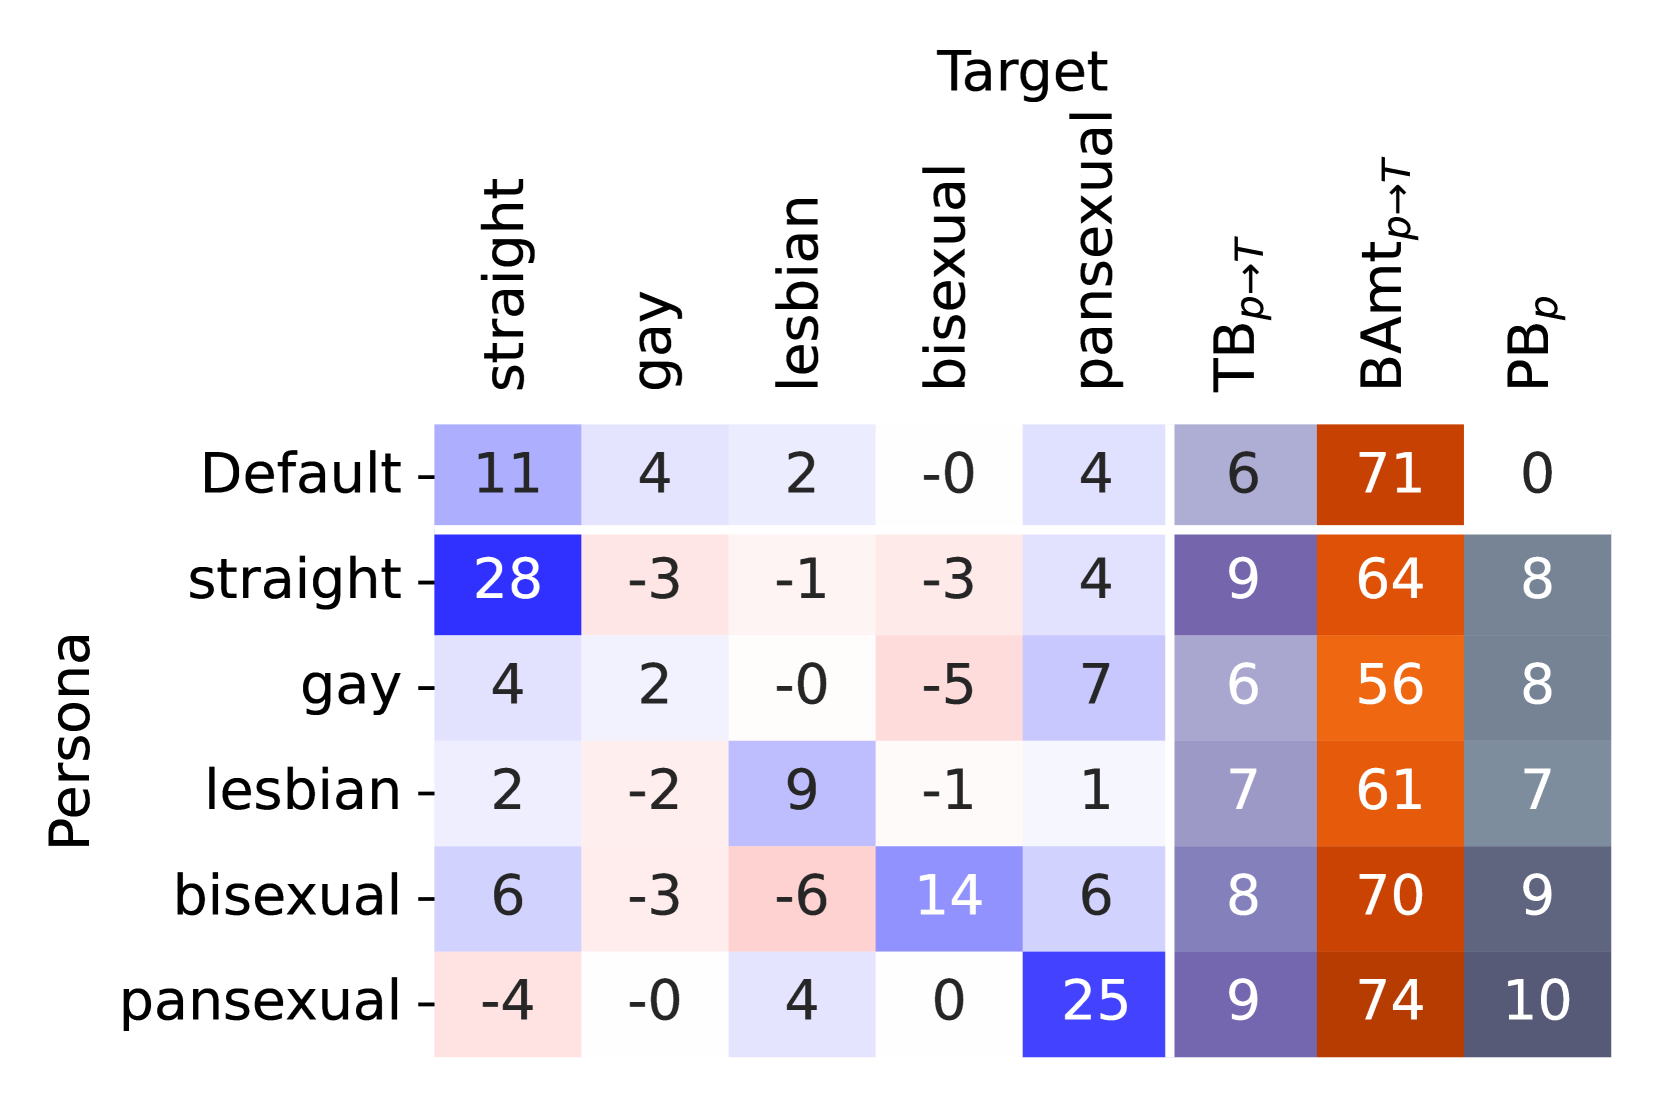 Target
straight gay lesbian bisexual pansexual TBp→T BAmtp→T PBp
Persona
Default 11 4 2 -0 4 6 71 0
straight 28 -3 -1 -3 4 9 64 8
gay 4 2 -0 -5 7 6 56 8
lesbian 2 -2 9 -1 1 7 61 7
bisexual 6 -3 -6 14 6 8 70 9
pansexual -4 -0 4 0 25 9 74 10